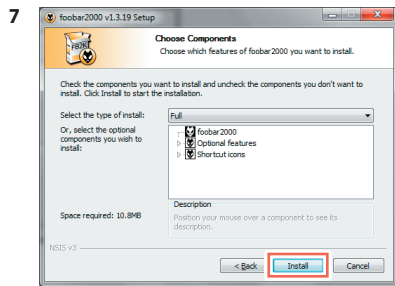 7
foobar2000 v1.3.19 Setup
FB2K
Choose Components
Choose which features of foobar2000 you want to install.
Check the components you want to install and uncheck the components you don't want to
install. Click Install to start the installation.
Select the type of install:
Full
Or, select the optional
components you wish to
install:
foobar2000
Optional features
Shortcut icons
Description
Space required: 10.8MB
Position your mouse over a component to see its
description.
NSIS v3
< Back
Install
Cancel